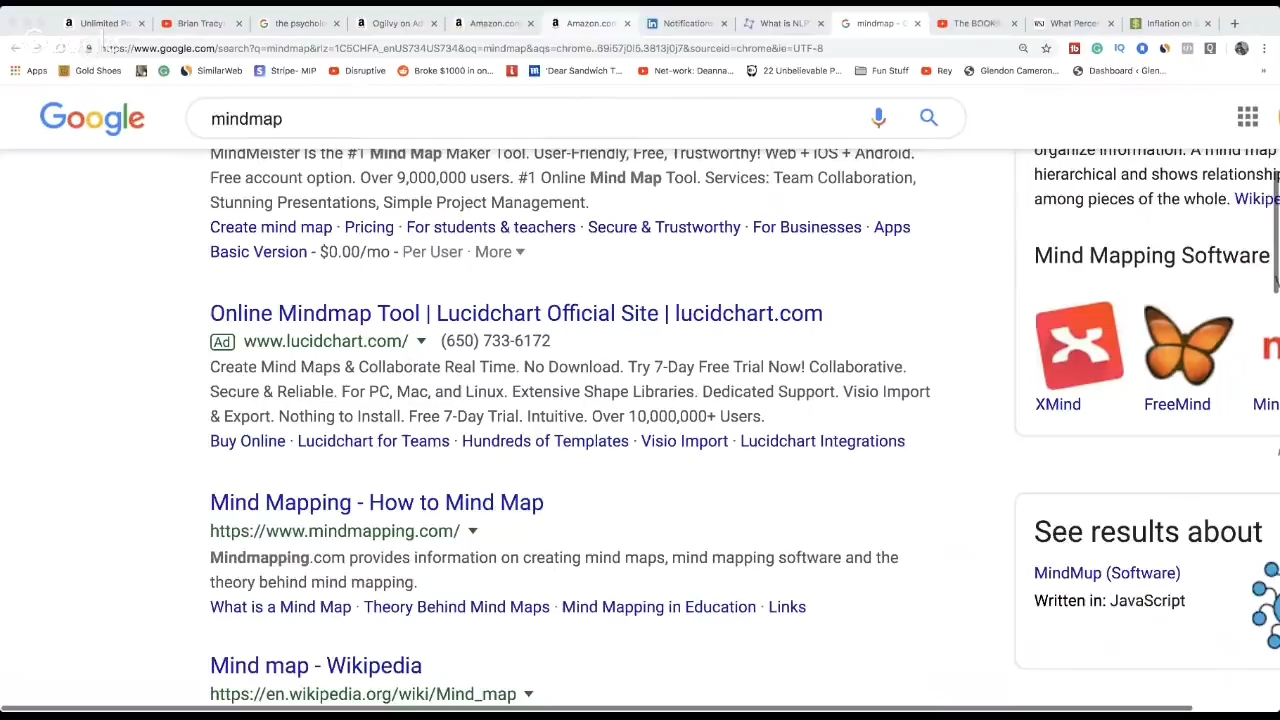 Unlimited Po
Brian Tracy:
the psychol
Ogilvy on Ad
Amazon.com
Amazon.com
Notifications
What is NLP
mindmap - G
The BOOK
What Percen
Inflation on
https://www.google.com/search?q=mindmap&rlz=1C5CHFA_enUS734US734&oq=mindmap&aqs=chrome..69i57j0l5.3813j0j7&sourceid=chrome&ie=UTF-8
Apps
Gold Shoes
SimilarWeb
Stripe- MIP
Disruptive
Broke $1000 in on...
'Dear Sandwich T...
Net-work: Deanna...
22 Unbelievable P...
Fun Stuff
Rey
Glendon Cameron...
Dashboard ‹ Glen...
»
Google
mindmap
MindMeister is the #1 Mind Map Maker Tool. User-Friendly, Free, Trustworthy! Web + iOS + Android.
Free account option. Over 9,000,000 users. #1 Online Mind Map Tool. Services: Team Collaboration,
Stunning Presentations, Simple Project Management.
Create mind map · Pricing · For students & teachers · Secure & Trustworthy · For Businesses · Apps
Basic Version - $0.00/mo - Per User · More ▾
Online Mindmap Tool | Lucidchart Official Site | lucidchart.com
Ad www.lucidchart.com/ ▾ (650) 733-6172
Create Mind Maps & Collaborate Real Time. No Download. Try 7-Day Free Trial Now! Collaborative.
Secure & Reliable. For PC, Mac, and Linux. Extensive Shape Libraries. Dedicated Support. Visio Import
& Export. Nothing to Install. Free 7-Day Trial. Intuitive. Over 10,000,000+ Users.
Buy Online · Lucidchart for Teams · Hundreds of Templates · Visio Import · Lucidchart Integrations
Mind Mapping - How to Mind Map
https://www.mindmapping.com/ ▾
Mindmapping.com provides information on creating mind maps, mind mapping software and the
theory behind mind mapping.
What is a Mind Map · Theory Behind Mind Maps · Mind Mapping in Education · Links
Mind map - Wikipedia
https://en.wikipedia.org/wiki/Mind_map ▾
organize information. A mind map
hierarchical and shows relationship
among pieces of the whole. Wikipe
Mind Mapping Software
XMind
FreeMind
Min
See results about
MindMup (Software)
Written in: JavaScript